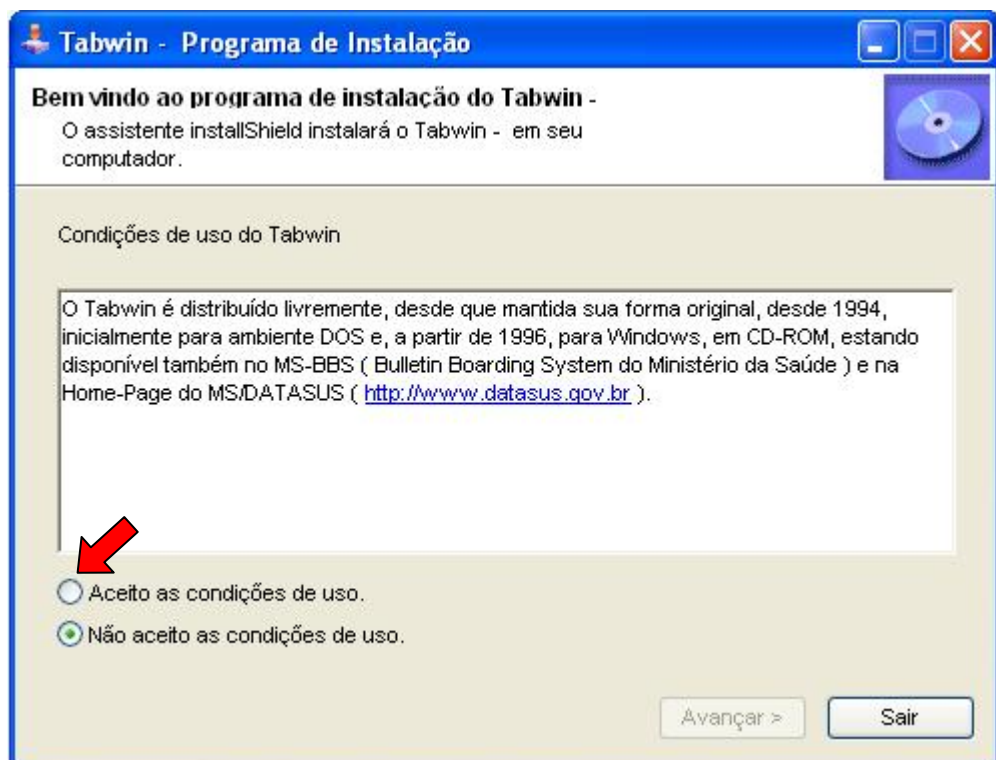 Tabwin - Programa de Instalação
Bem vindo ao programa de instalação do Tabwin -
O assistente installShield instalará o Tabwin - em seu
computador.
Condições de uso do Tabwin
O Tabwin é distribuído livremente, desde que mantida sua forma original, desde 1994,
inicialmente para ambiente DOS e, a partir de 1996, para Windows, em CD-ROM, estando
disponível também no MS-BBS ( Bulletin Boarding System do Ministério da Saúde ) e na
Home-Page do MS/DATASUS ( http://www.datasus.gov.br ).
Aceito as condições de uso.
Não aceito as condições de uso.
Avançar >
Sair